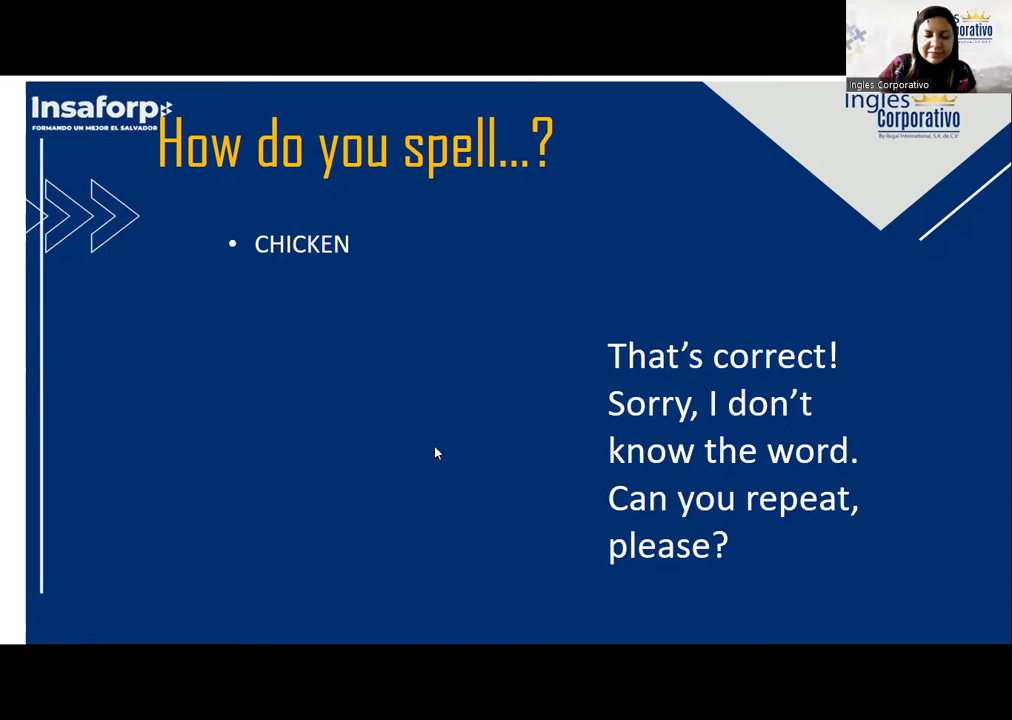 Insaforp
FORMANDO UN MEJOR EL SALVADOR
How do you spell...?
• CHICKEN
That's correct!
Sorry, I don't
know the word.
Can you repeat,
please?
Ingles Corporativo
Ingles
Corporativo
By Regal International, S.A. de C.V.